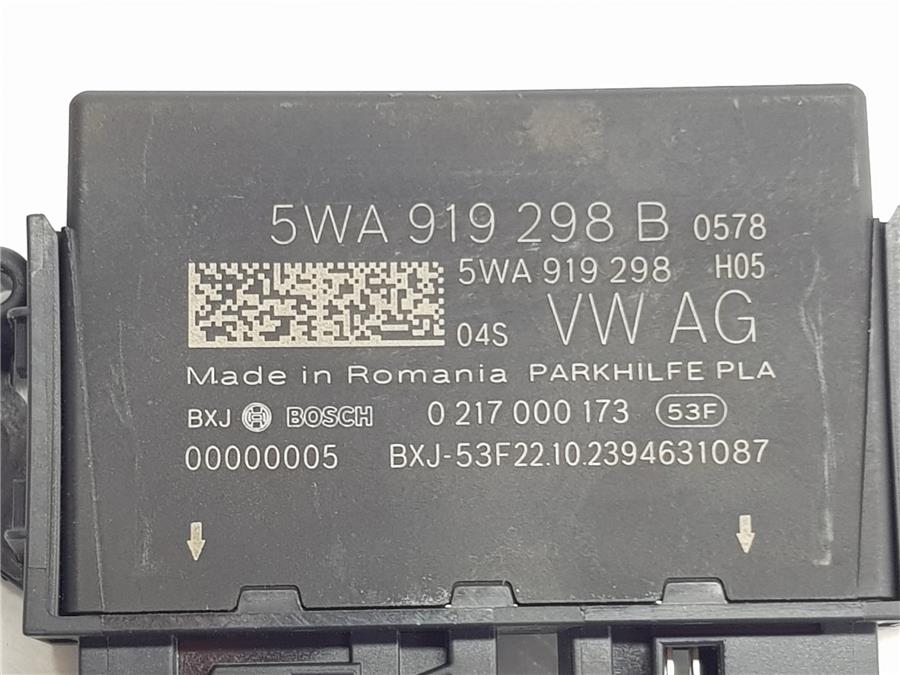 5WA 919 298 B 0578
5WA 919 298 H05
04S VW AG
Made in Romania PARKHILFE PLA
BXJ BOSCH 0 217 000 173 53F
00000005 BXJ-53F22.10.2394631087